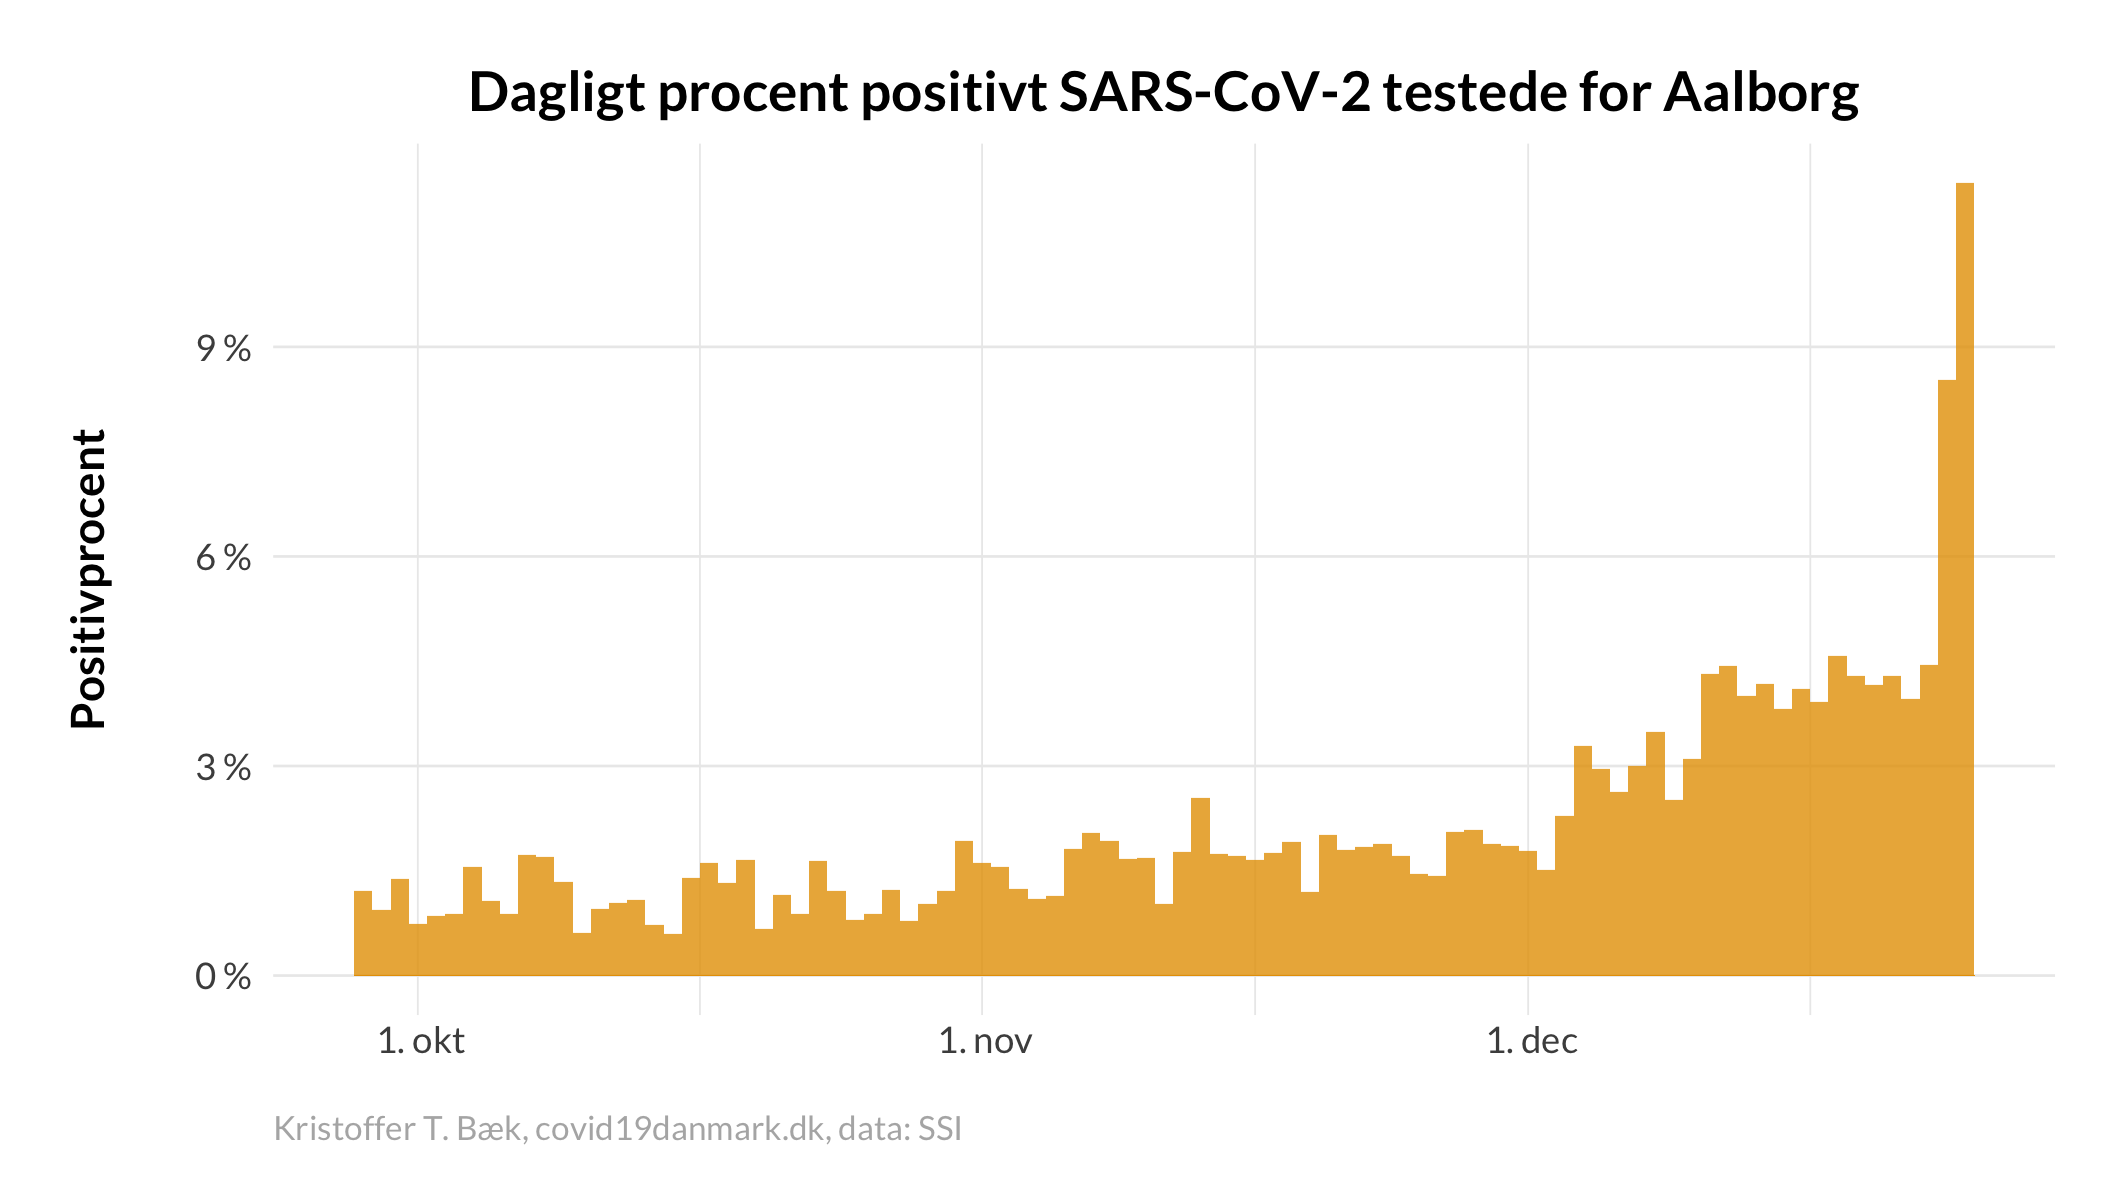 Dagligt procent positivt SARS-CoV-2 testede for Aalborg
Positivprocent
9 %
6 %
3 %
0 %
1. okt
1. nov
1. dec
Kristoffer T. Bæk, covid19danmark.dk, data: SSI